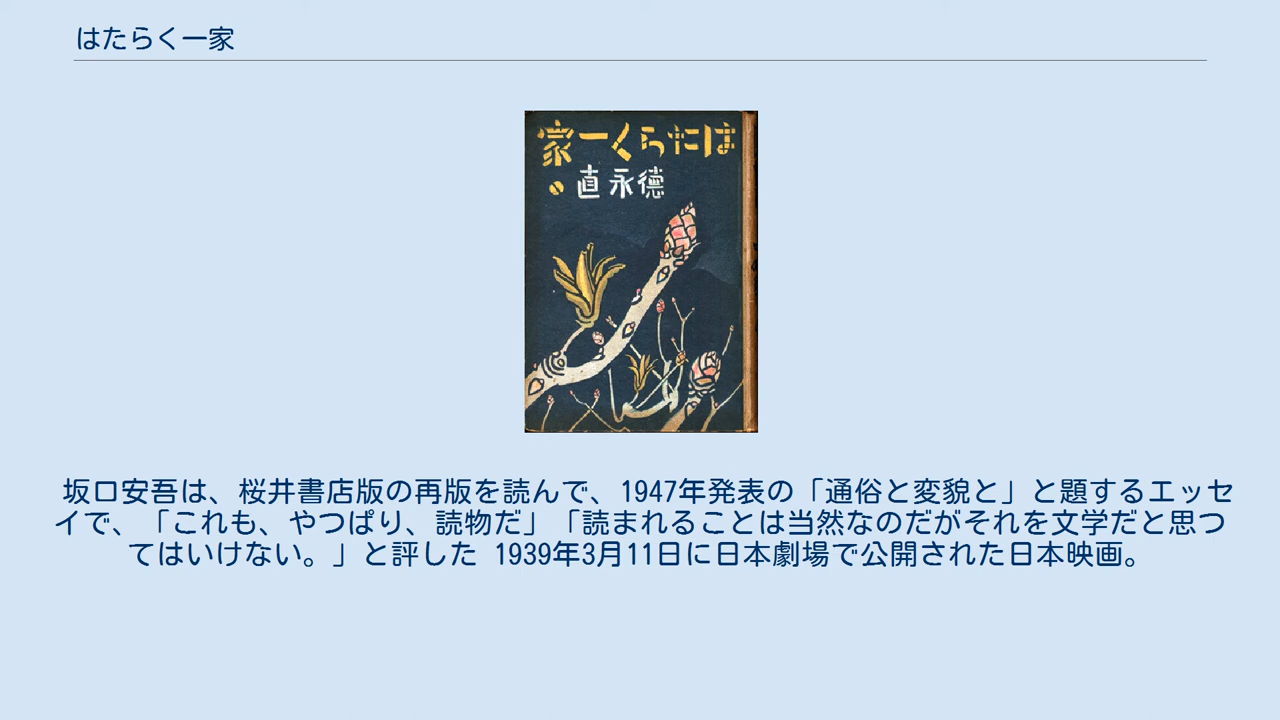 はたらく一家
家一くらたは
直永德
坂口安吾は、桜井書店版の再版を読んで、1947年発表の「通俗と変貌と」と題するエッセ
イで、「これも、やつぱり、読物だ」「読まれることは当然なのだがそれを文学だと思つ
てはいけない。」と評した 1939年3月11日に日本劇場で公開された日本映画。